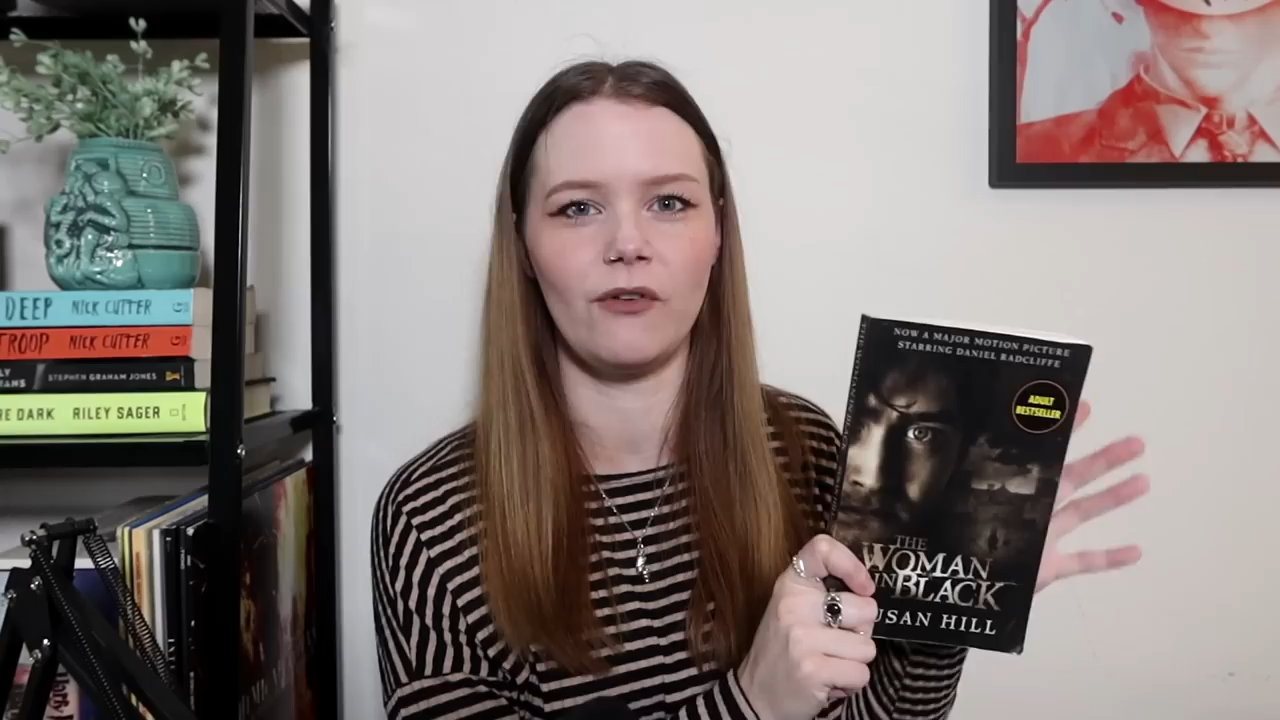 DEEP NICK CUTTER
TROOP NICK CUTTER
STEPHEN GRAHAM JONES
RE DARK RILEY SAGER
NOW A MAJOR MOTION PICTURE
STARRING DANIEL RADCLIFFE
ADULT
BESTSELLER
THE
WOMAN
IN BLACK
USAN HILL